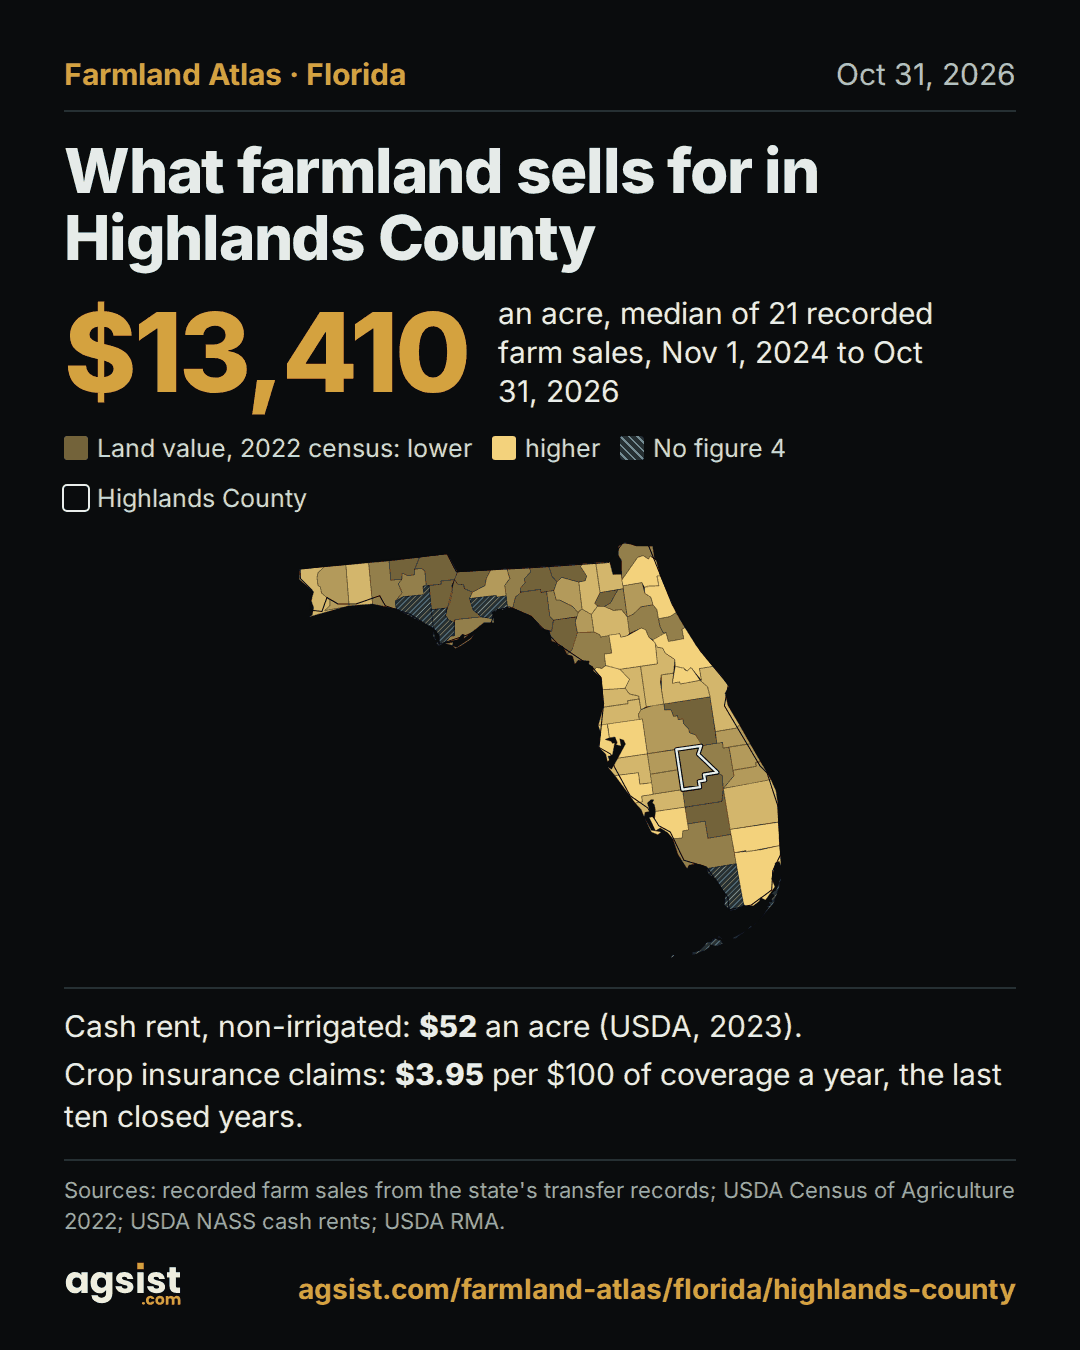 Farmland Atlas · Florida
Oct 31, 2026
What farmland sells for in
Highlands County
$13,410
an acre, median of 21 recorded
farm sales, Nov 1, 2024 to Oct
31, 2026
Land value, 2022 census: lower
higher
No figure 4
Highlands County
Cash rent, non-irrigated: $52 an acre (USDA, 2023).
Crop insurance claims: $3.95 per $100 of coverage a year, the last
ten closed years.
Sources: recorded farm sales from the state's transfer records; USDA Census of Agriculture
2022; USDA NASS cash rents; USDA RMA.
agsist
.com
agsist.com/farmland-atlas/florida/highlands-county